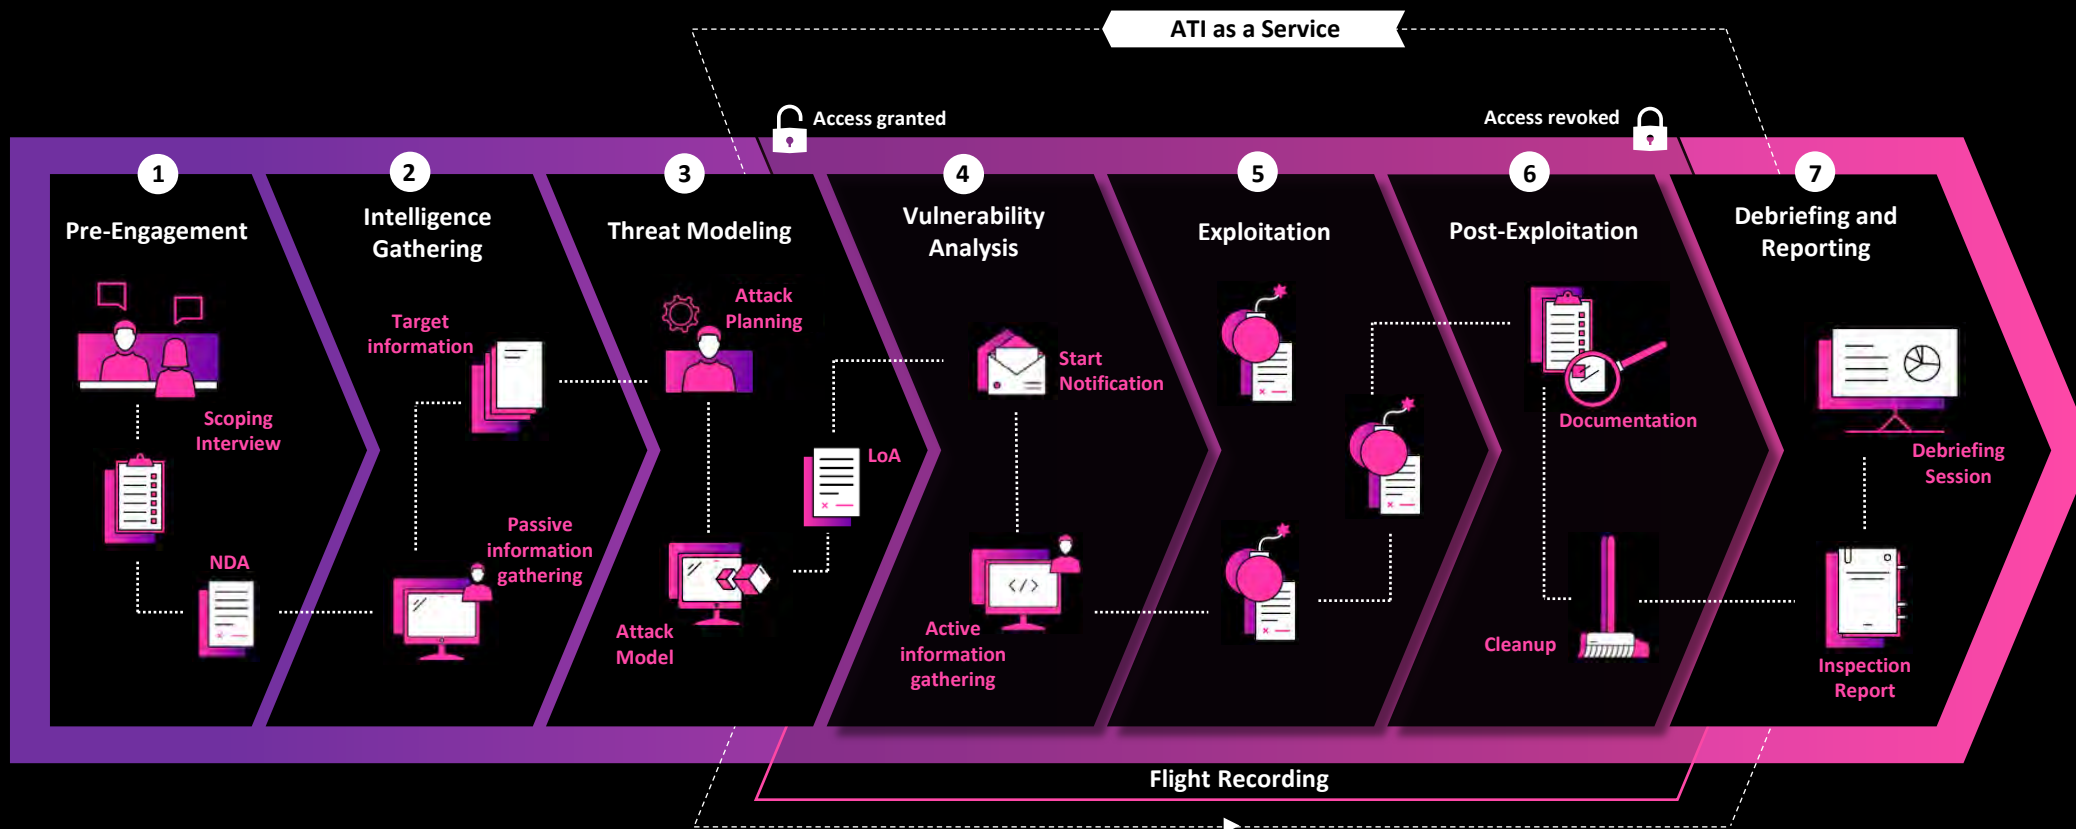 ATI as a Service
Access granted
Access revoked
1
Pre-Engagement
Scoping
Interview
NDA
2
Intelligence
Gathering
Target
information
Passive
information
gathering
3
Threat Modeling
Attack
Planning
Attack
Model
LoA
4
Vulnerability
Analysis
Start
Notification
Active
information
gathering
5
Exploitation
6
Post-Exploitation
Documentation
Cleanup
7
Debriefing and
Reporting
Debriefing
Session
Inspection
Report
Flight Recording